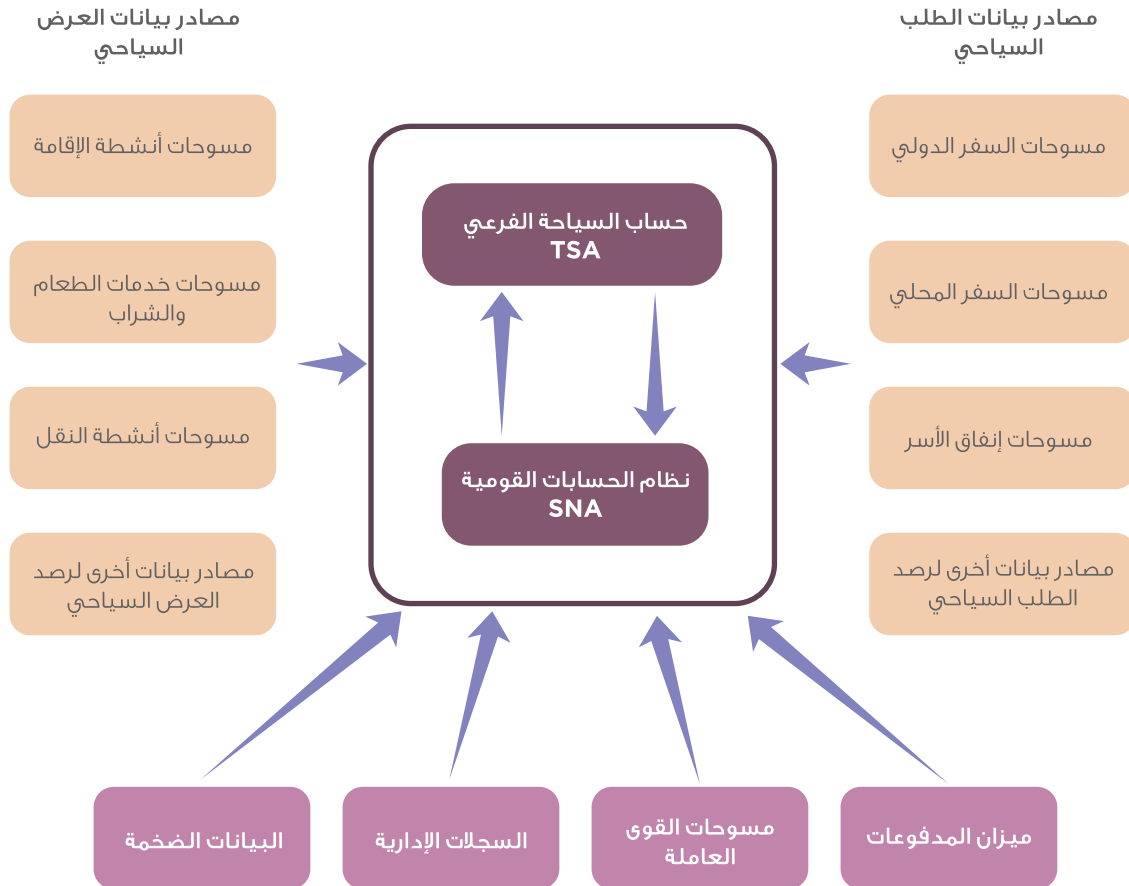 مصادر بيانات الطلب
السياحي
مسوحات السفر الدولي
مسوحات السفر المحلي
مسوحات إنفاق الأسر
مصادر بيانات أخرى لرصد
الطلب السياحي
حساب السياحة الفرعي
TSA
نظام الحسابات القومية
SNA
مصادر بيانات العرض
السياحي
مسوحات أنشطة الإقامة
مسوحات خدمات الطعام
والشراب
مسوحات أنشطة النقل
مصادر بيانات أخرى لرصد
العرض السياحي
ميزان المدفوعات
مسوحات القوى
العاملة
السجلات الإدارية
البيانات الضخمة